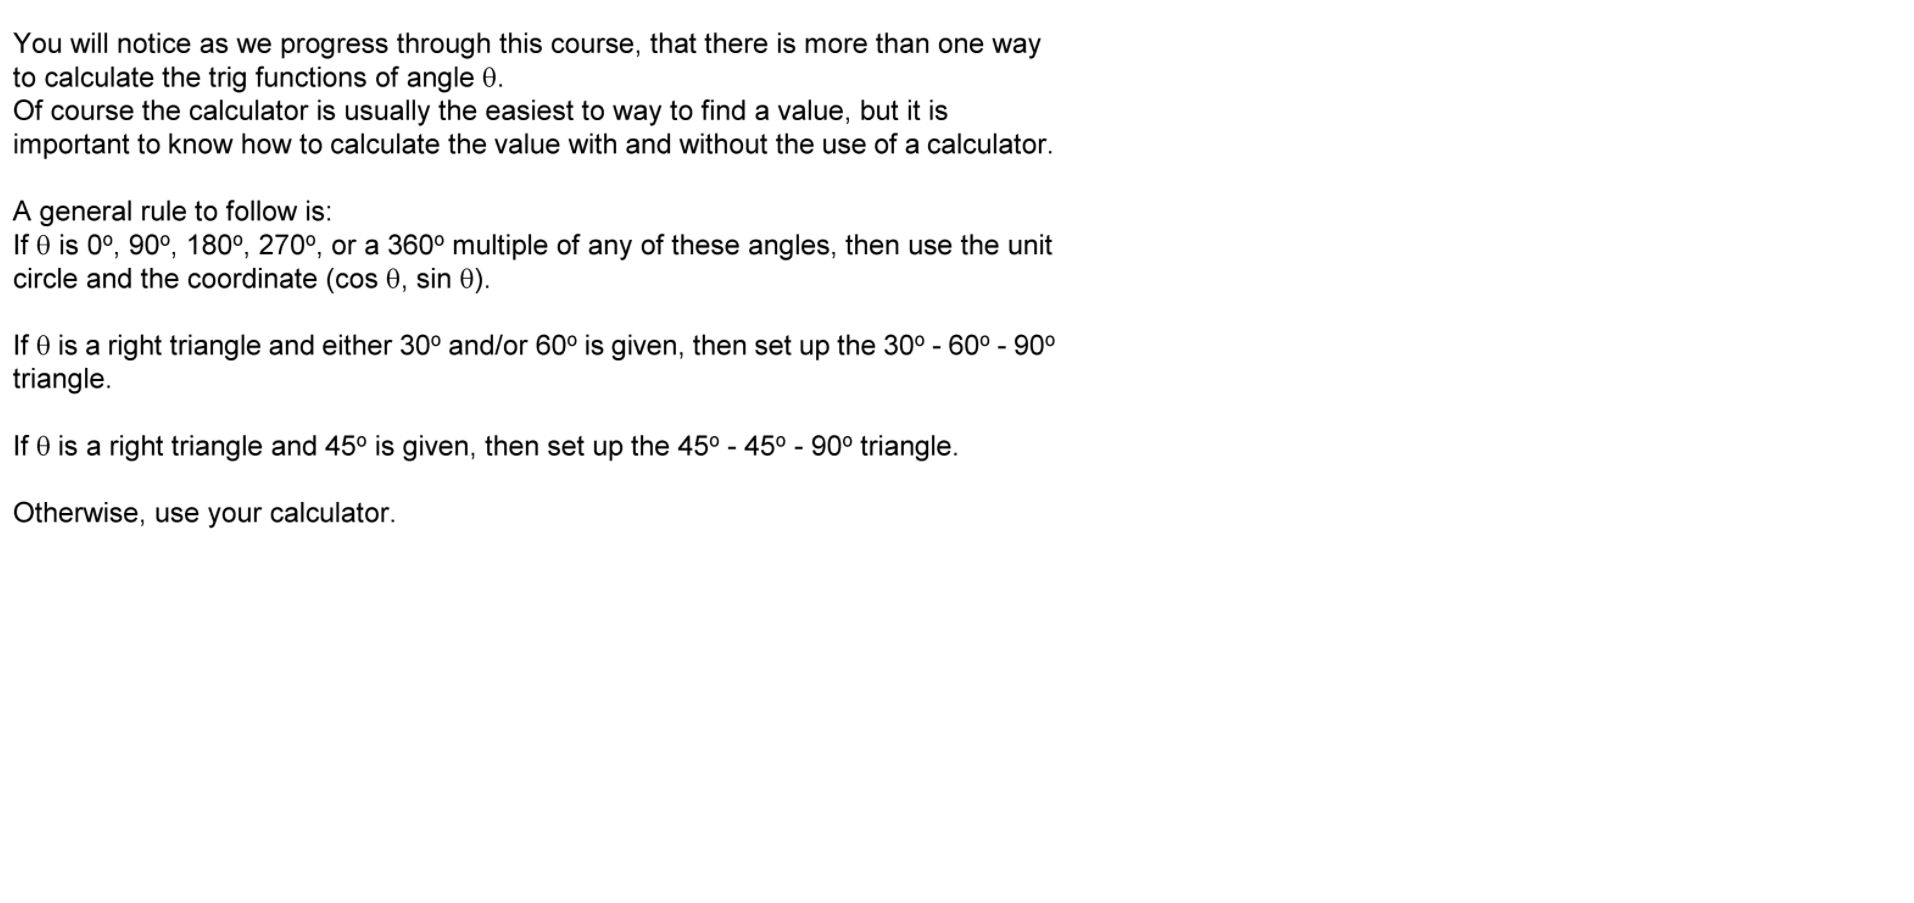 You will notice as we progress through this course, that there is more than one way
to calculate the trig functions of angle θ.
Of course the calculator is usually the easiest to way to find a value, but it is
important to know how to calculate the value with and without the use of a calculator.
A general rule to follow is:
If θ is 0º, 90º, 180º, 270º, or a 360º multiple of any of these angles, then use the unit
circle and the coordinate (cos θ, sin θ).
If θ is a right triangle and either 30º and/or 60º is given, then set up the 30º - 60º - 90º
triangle.
If θ is a right triangle and 45º is given, then set up the 45º - 45º - 90º triangle.
Otherwise, use your calculator.